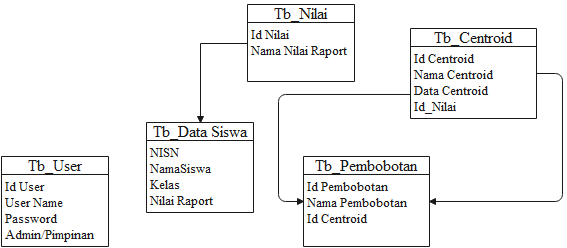 Tb_Nilai
Id Nilai
Nama Nilai Raport
Tb_Centroid
Id Centroid
Nama Centroid
Data Centroid
Id_Nilai
Tb_Data Siswa
NISN
NamaSiswa
Kelas
Nilai Raport
Tb_User
Id User
User Name
Password
Admin/Pimpinan
Tb_Pembobotan
Id Pembobotan
Nama Pembobotan
Id Centroid